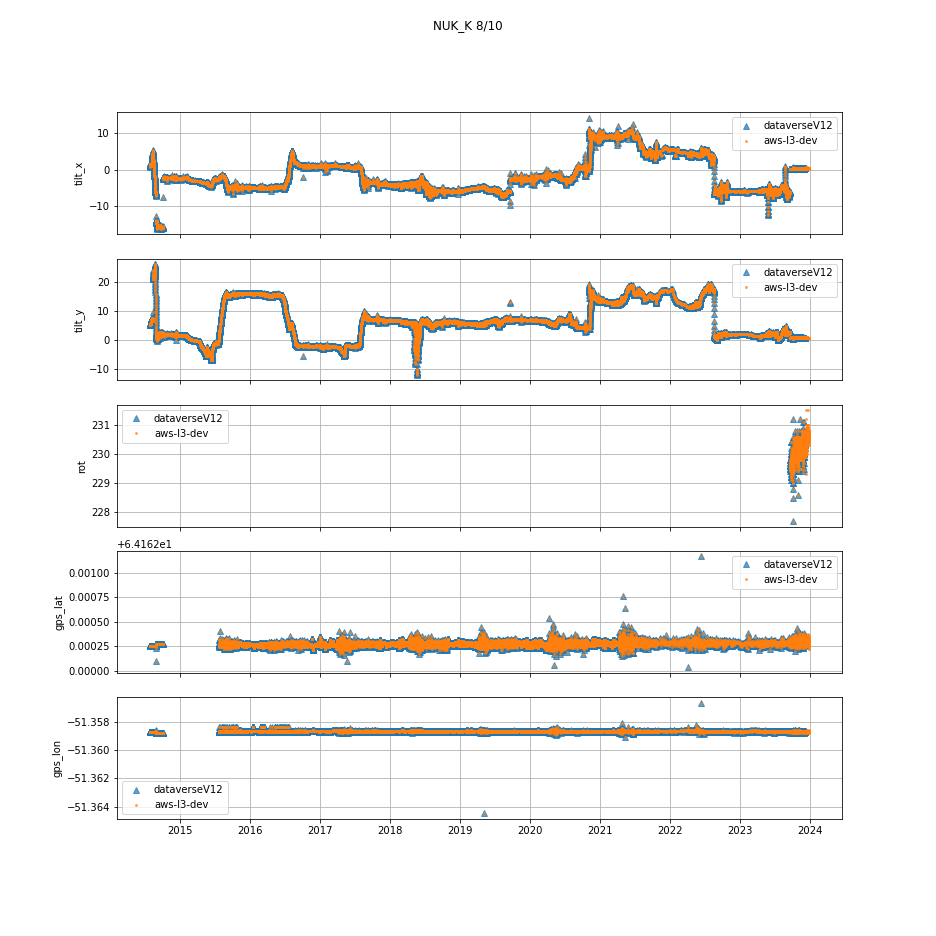 NUK_K 8/10
10
0
−10
tilt_x
dataverseV12
aws-l3-dev
20
10
0
−10
tilt_y
dataverseV12
aws-l3-dev
231
230
229
228
rot
dataverseV12
aws-l3-dev
+6.4162e1
0.00100
0.00075
0.00050
0.00025
0.00000
gps_lat
dataverseV12
aws-l3-dev
−51.358
−51.360
−51.362
−51.364
gps_lon
dataverseV12
aws-l3-dev
2015 2016 2017 2018 2019 2020 2021 2022 2023 2024